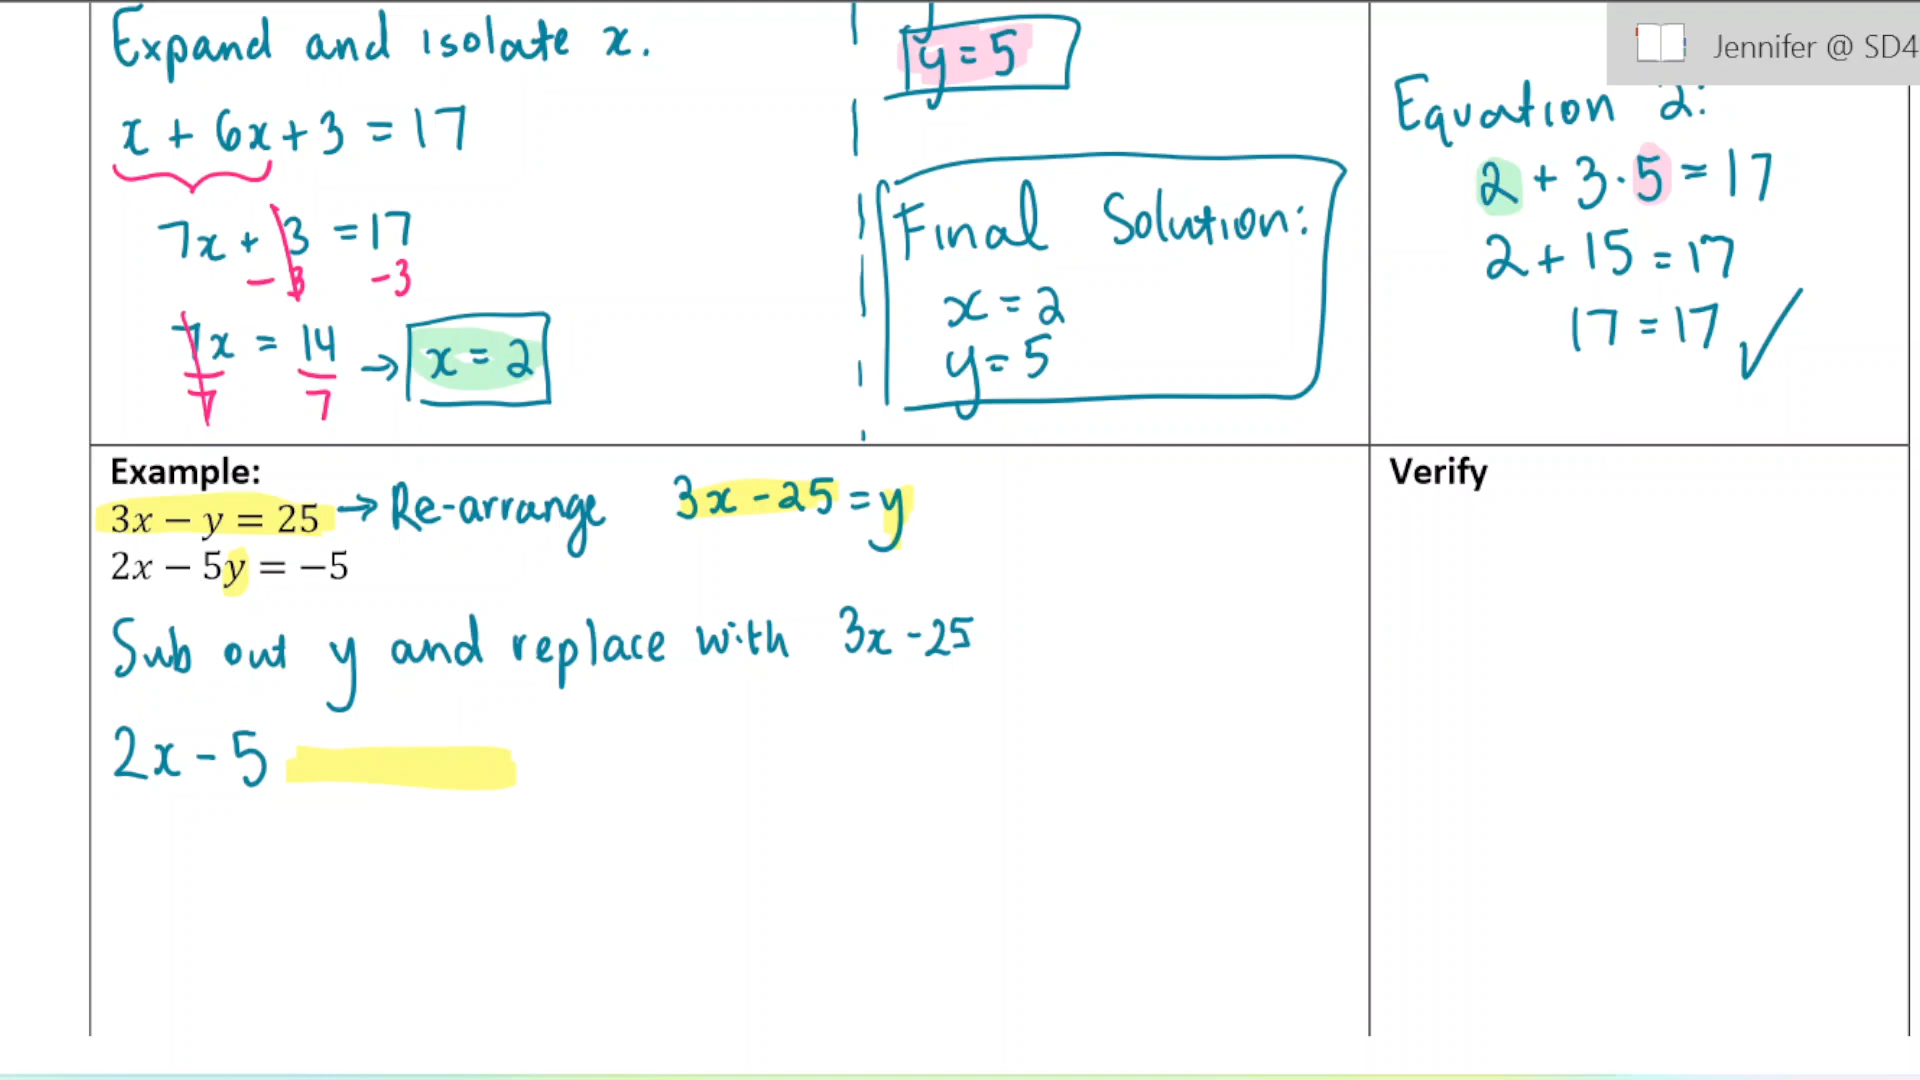 Expand and isolate x.
x + 6x + 3 = 17
7x + 3 = 17
- 3 -3
7x = 14 → x = 2
7 7
y = 5
Final Solution:
x = 2
y = 5
Jennifer @ SD4
Equation 2:
2 + 3 · 5 = 17
2 + 15 = 17
17 = 17 ✓
Example:
3x − y = 25 → Re-arrange 3x - 25 = y
2x − 5y = −5
Sub out y and replace with 3x - 25
2x - 5
Verify